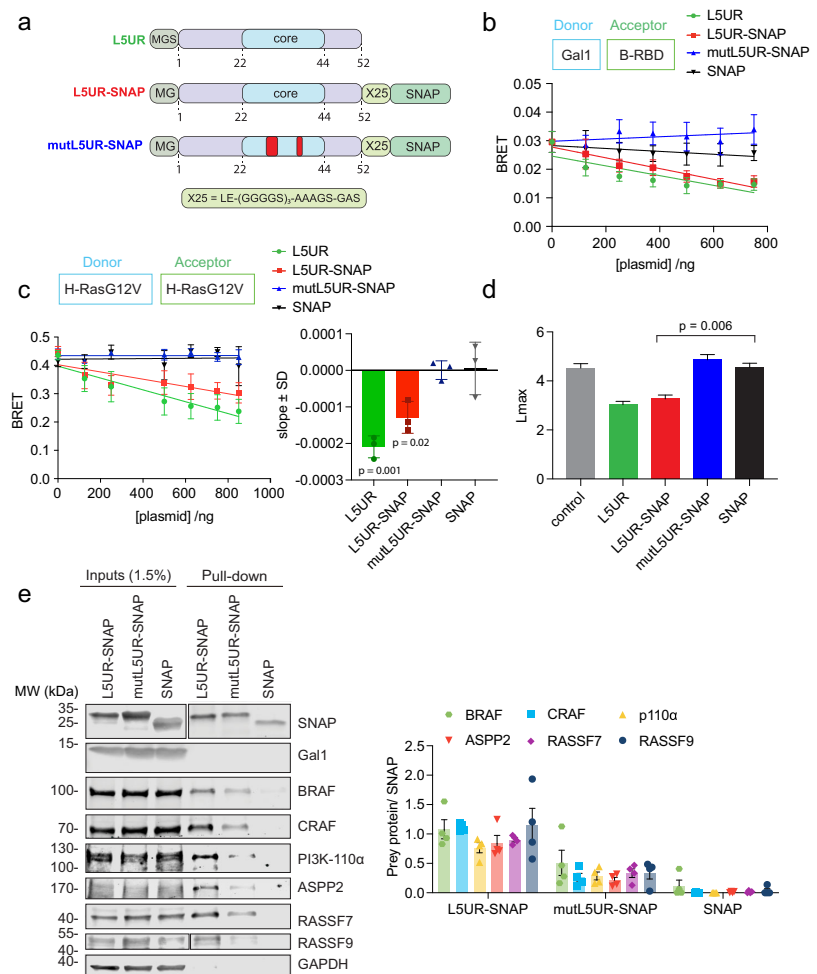 a
L5UR
MGS
core
1
22
44
52
L5UR-SNAP
MG
core
X25
SNAP
1
22
44
52
mutL5UR-SNAP
MG
X25
SNAP
1
22
44
52
X25 = LE-(GGGGS)₃-AAAGS-GAS
b
Donor
Acceptor
Gal1
B-RBD
L5UR
L5UR-SNAP
mutL5UR-SNAP
SNAP
BRET
0.05
0.04
0.03
0.02
0.01
0.00
0
200
400
600
800
[plasmid] /ng
c
Donor
Acceptor
H-RasG12V
H-RasG12V
L5UR
L5UR-SNAP
mutL5UR-SNAP
SNAP
BRET
0.5
0.4
0.3
0.2
0.1
0.0
0
200
400
600
800
1000
[plasmid] /ng
slope ± SD
0.0001
0.0000
-0.0001
-0.0002
-0.0003
p = 0.001
p = 0.02
L5UR
L5UR-SNAP
mutL5UR-SNAP
SNAP
d
Lmax
6
4
2
0
p = 0.006
control
L5UR
L5UR-SNAP
mutL5UR-SNAP
SNAP
e
Inputs (1.5%)
Pull-down
L5UR-SNAP
mutL5UR-SNAP
SNAP
L5UR-SNAP
mutL5UR-SNAP
SNAP
MW (kDa)
35-
25-
SNAP
15-
Gal1
100-
BRAF
70-
CRAF
130-
100-
PI3K-110α
170-
ASPP2
40-
RASSF7
55-
40-
RASSF9
40-
GAPDH
BRAF
CRAF
p110α
ASPP2
RASSF7
RASSF9
Prey protein/ SNAP
2.5
2.0
1.5
1.0
0.5
0.0
L5UR-SNAP
mutL5UR-SNAP
SNAP